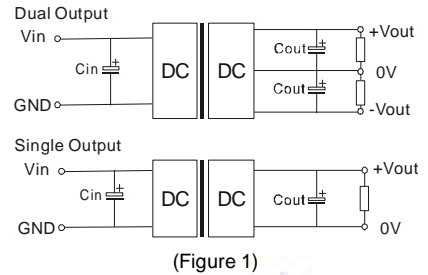 Dual Output
Vin
+Vout
Cout
+
Cin
+
DC
DC
0V
Cout
+
GND
-Vout
Single Output
Vin
+Vout
Cin
+
DC
DC
Cout
+
GND
0V
(Figure 1)